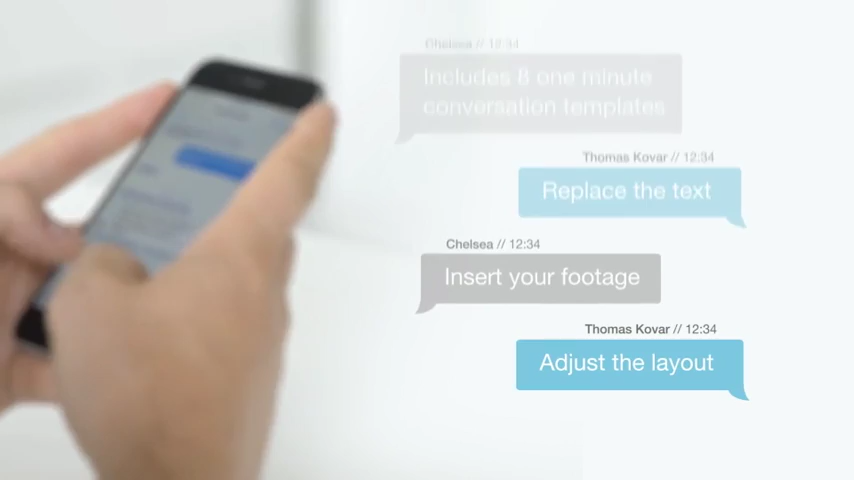 Chelsea // 12:34
Includes 8 one minute
conversation templates
Thomas Kovar // 12:34
Replace the text
Chelsea // 12:34
Insert your footage
Thomas Kovar // 12:34
Adjust the layout